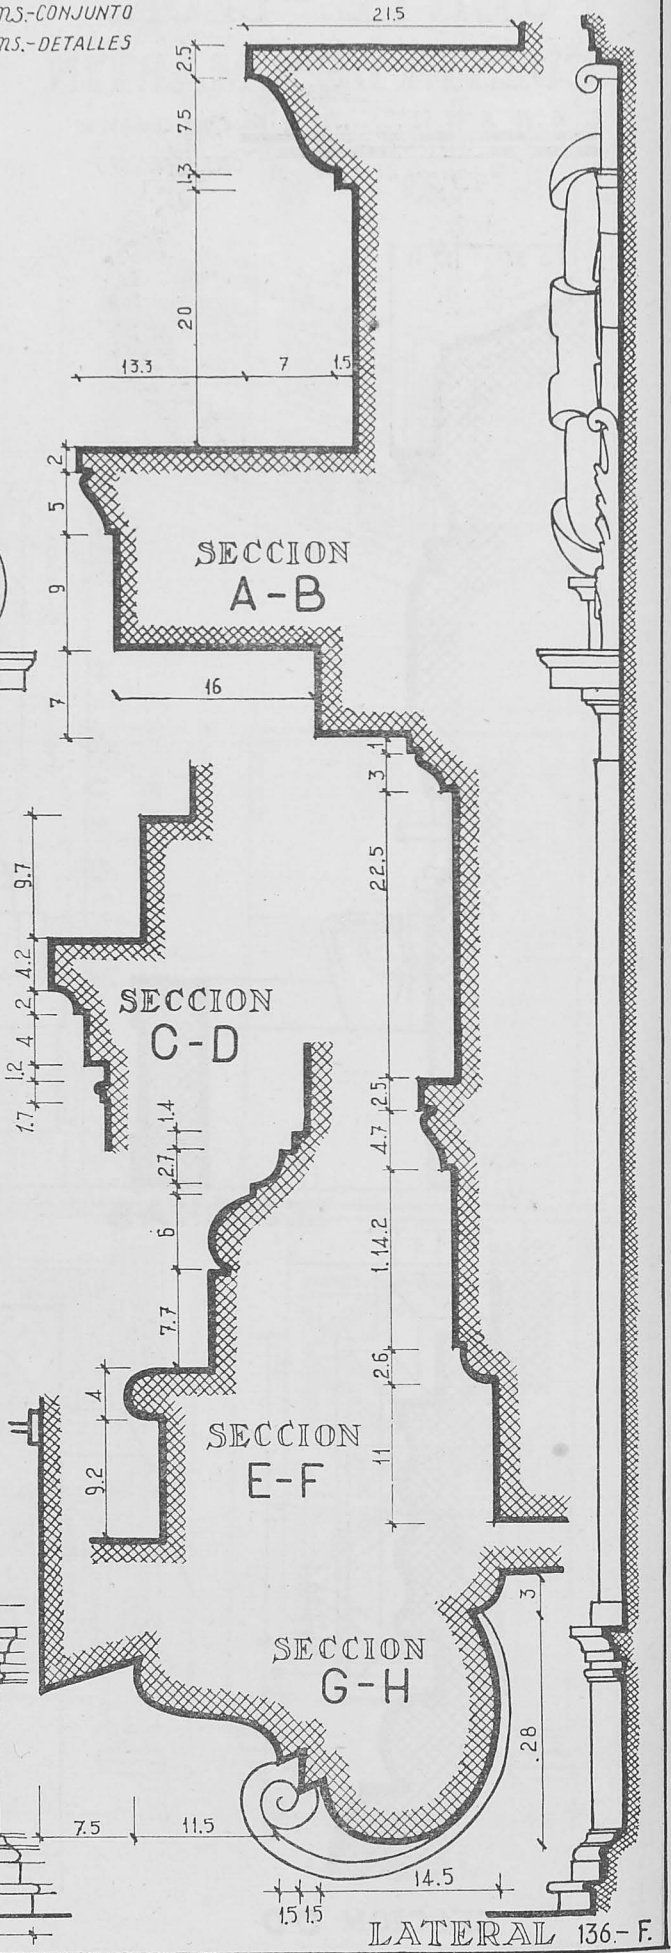 MS.-CONJUNTO
MS.-DETALLES
21.5
2.5
75
1.3
20
13.3 7 1.5
2
5
SECCION
A-B
9
16
7
1
3
22.5
9.7
4.2
SECCION
C-D
2
4
1.2
1.7
2.5
1.4
4.7
2.7
6
1.14.2
7.7
2.6
4
SECCION
E-F
11
9.2
3
SECCION
G-H
.28
7.5 11.5
14.5
1.5 1.5
LATERAL 136.-F.